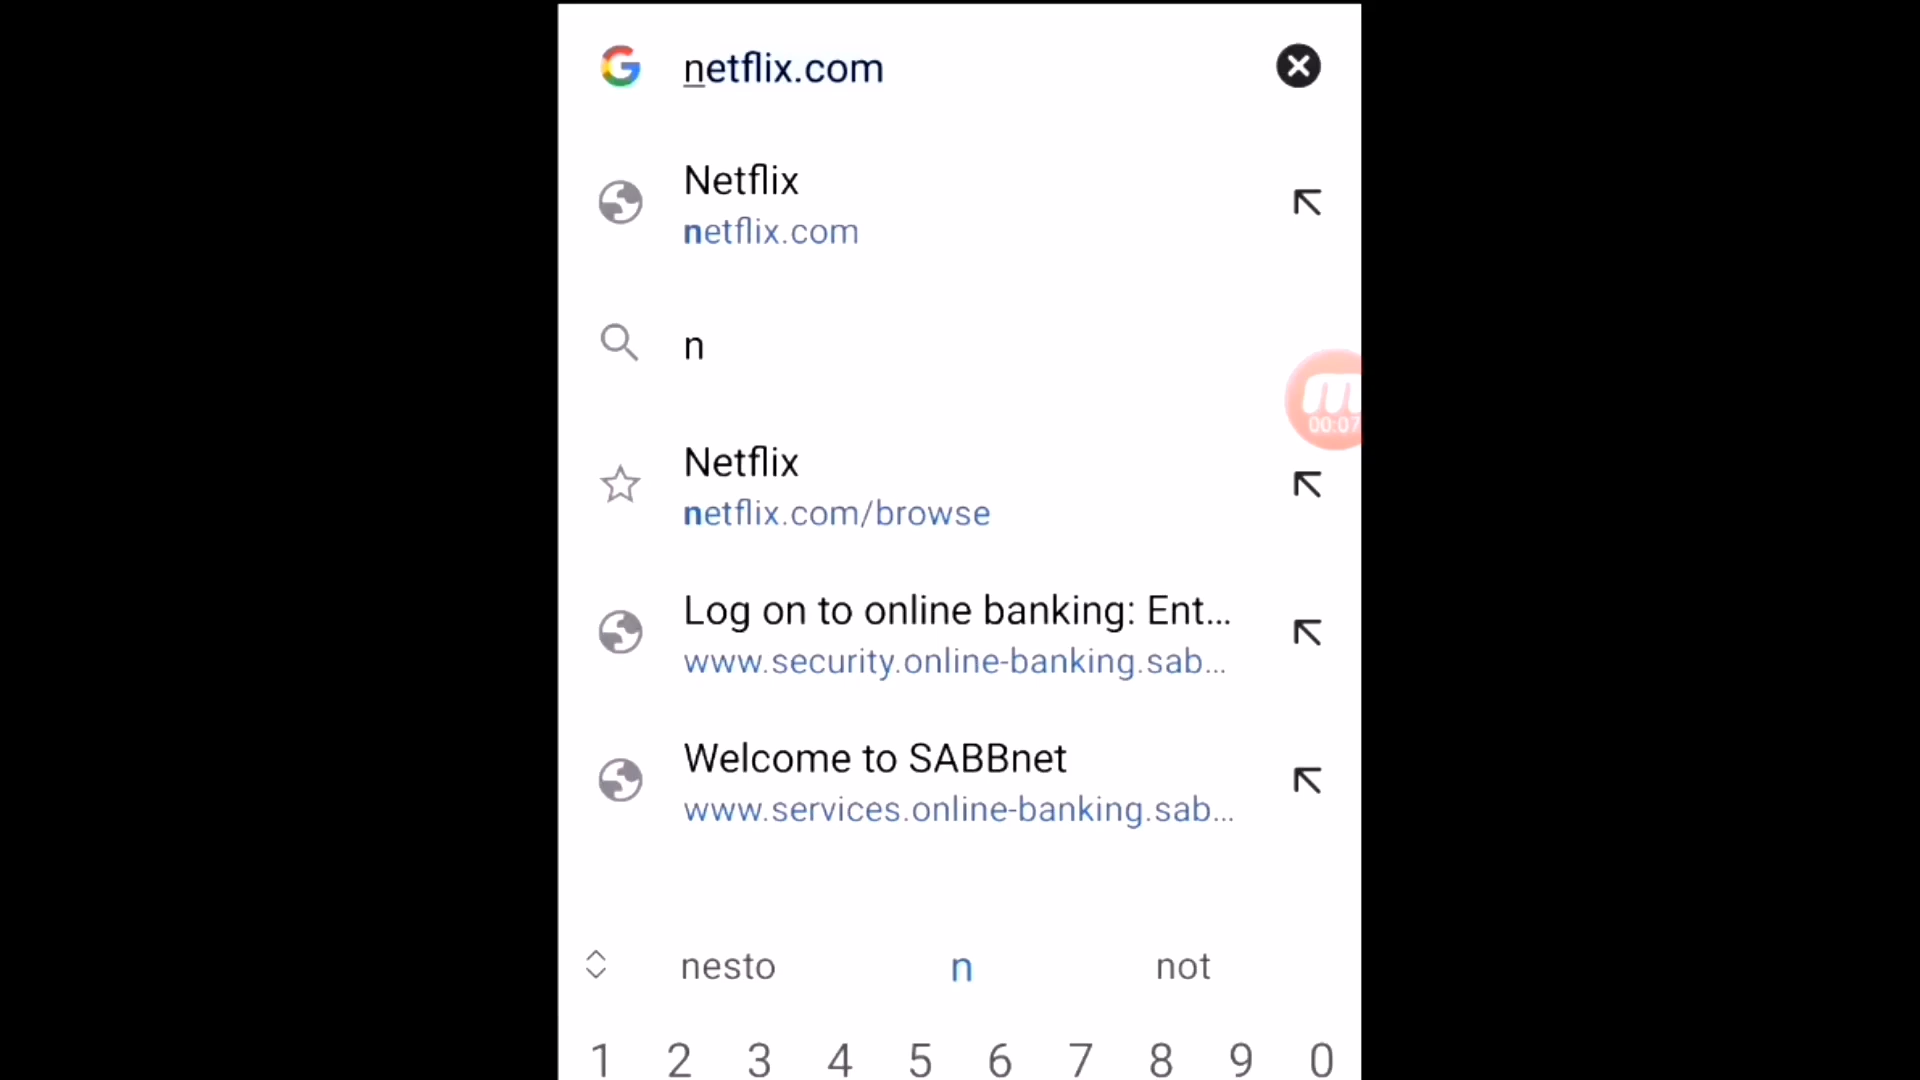 netflix.com
Netflix
netflix.com
n
00:07
Netflix
netflix.com/browse
Log on to online banking: Ent...
www.security.online-banking.sab...
Welcome to SABBnet
www.services.online-banking.sab...
nesto n not
1 2 3 4 5 6 7 8 9 0